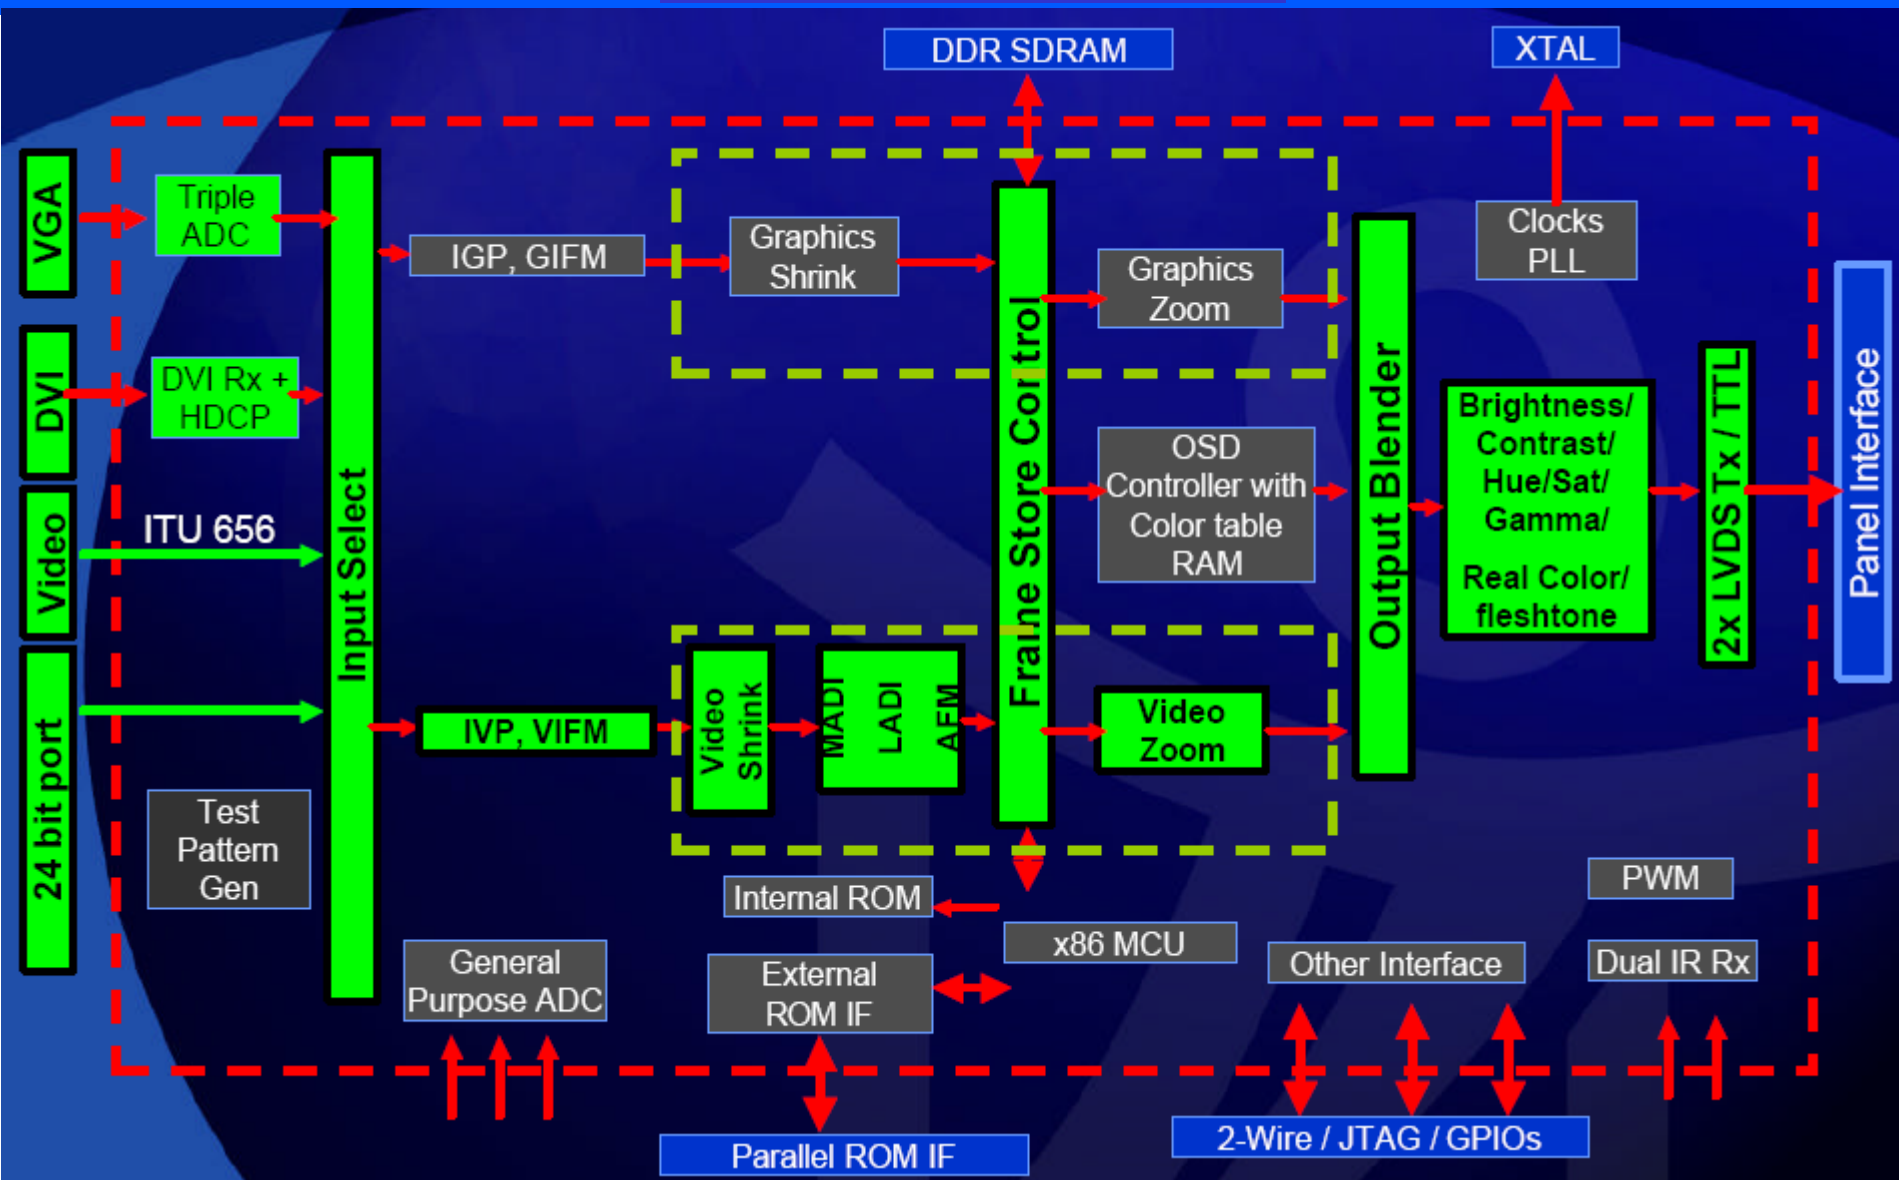 DDR SDRAM
XTAL
VGA
Triple
ADC
IGP, GIFM
Graphics
Shrink
Graphics
Zoom
Clocks
PLL
DVI
DVI Rx +
HDCP
Input Select
Frame Store Control
Output Blender
Brightness/
Contrast/
Hue/Sat/
Gamma/
Real Color/
fleshtone
2x LVDS Tx / TTL
Panel Interface
OSD
Controller with
Color table
RAM
Video
ITU 656
24 bit port
IVP, VIFM
Video
Shrink
MADI
LADI
AFM
Video
Zoom
Test
Pattern
Gen
Internal ROM
x86 MCU
PWM
General
Purpose ADC
External
ROM IF
Other Interface
Dual IR Rx
Parallel ROM IF
2-Wire / JTAG / GPIOs